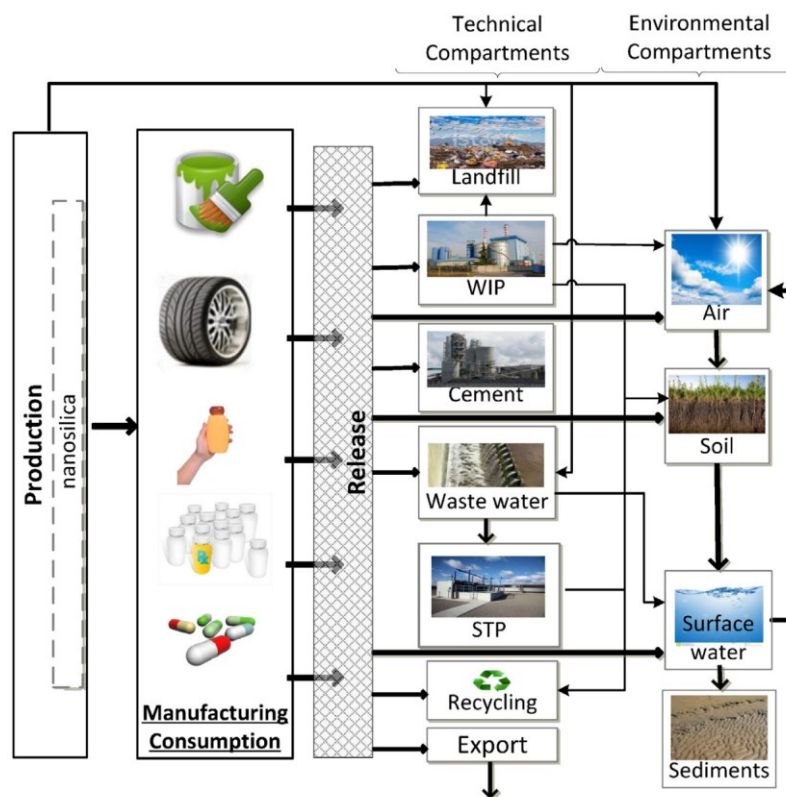 Technical
Compartments
Environmental
Compartments
Production
nanosilica
Manufacturing
Consumption
Release
Landfill
WIP
Cement
Waste water
STP
Recycling
Export
Air
Soil
Surface
water
Sediments